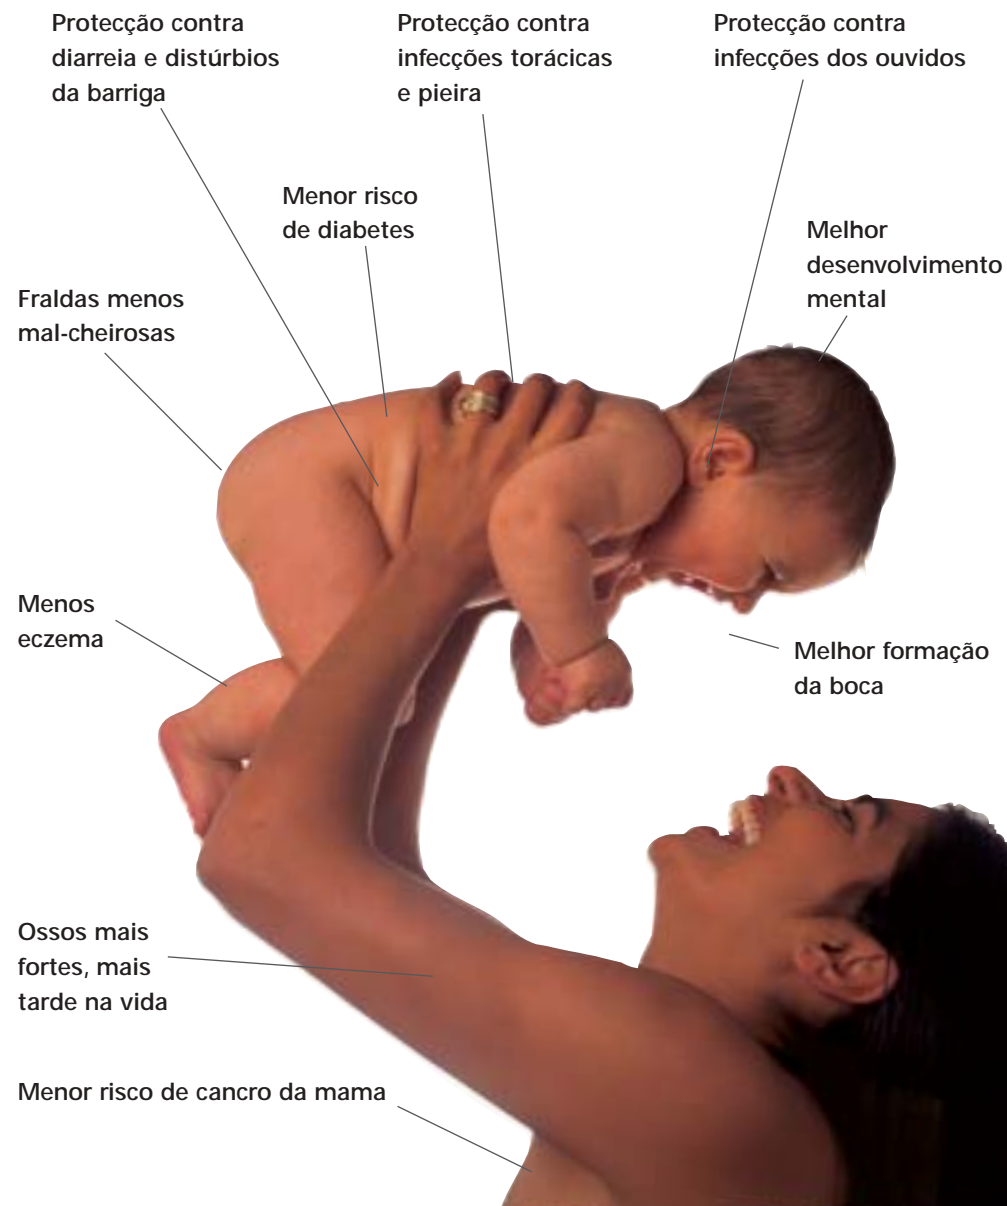 Protecção contra
diarreia e distúrbios
da barriga
Protecção contra
infecções torácicas
e pieira
Protecção contra
infecções dos ouvidos
Menor risco
de diabetes
Melhor
desenvolvimento
mental
Fraldas menos
mal-cheirosas
Menos
eczema
Melhor formação
da boca
Ossos mais
fortes, mais
tarde na vida
Menor risco de cancro da mama